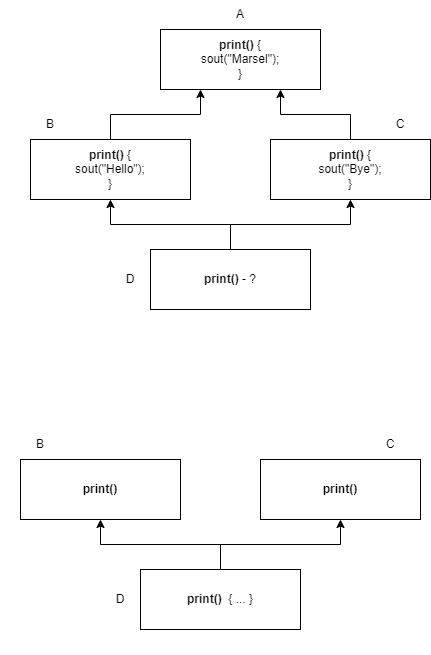 A
print() {
sout("Marsel");
}
B
C
print() {
sout("Hello");
}
print() {
sout("Bye");
}
D
print() - ?
B
C
print()
print()
D
print() { ... }